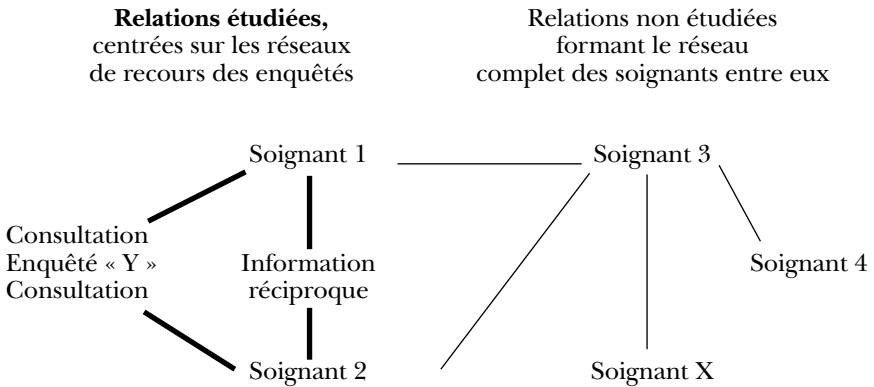 Relations étudiées,
centrées sur les réseaux
de recours des enquêtés
Relations non étudiées
formant le réseau
complet des soignants entre eux
Soignant 1
Soignant 3
Consultation
Enquêté « Y »
Consultation
Information
réciproque
Soignant 4
Soignant 2
Soignant X